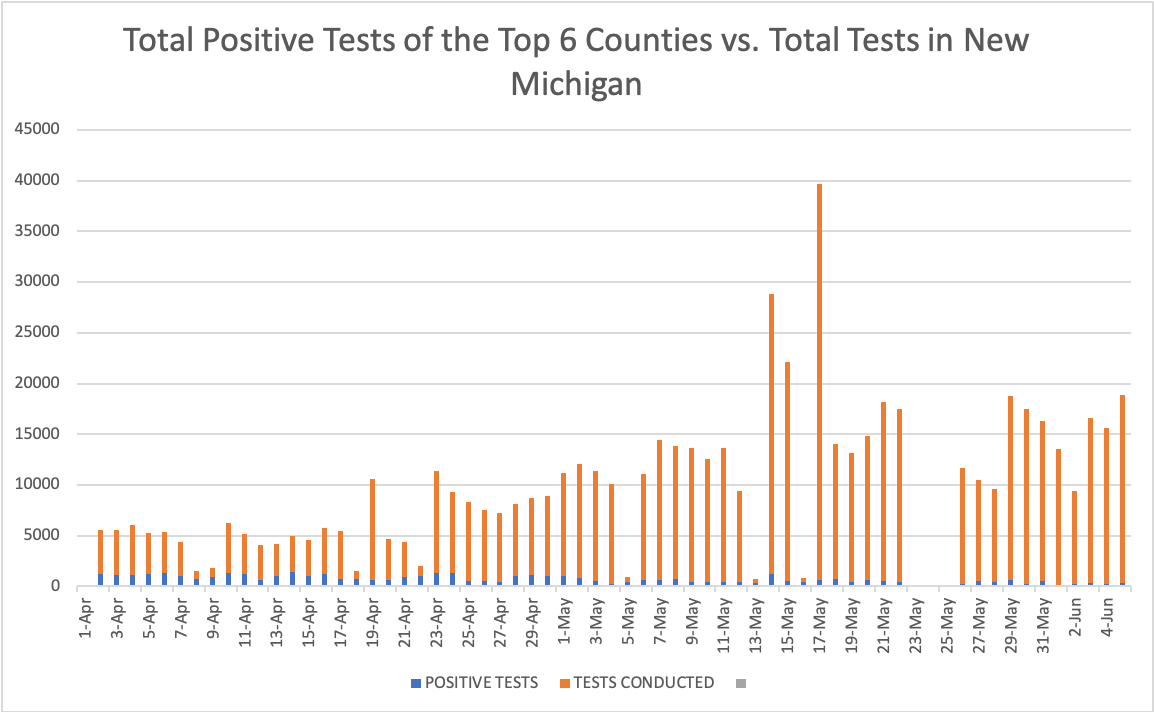 Total Positive Tests of the Top 6 Counties vs. Total Tests in New
Michigan
45000
40000
35000
30000
25000
20000
15000
10000
5000
0
1-Apr
3-Apr
5-Apr
7-Apr
9-Apr
11-Apr
13-Apr
15-Apr
17-Apr
19-Apr
21-Apr
23-Apr
25-Apr
27-Apr
29-Apr
1-May
3-May
5-May
7-May
9-May
11-May
13-May
15-May
17-May
19-May
21-May
23-May
25-May
27-May
29-May
31-May
2-Jun
4-Jun
POSITIVE TESTS TESTS CONDUCTED